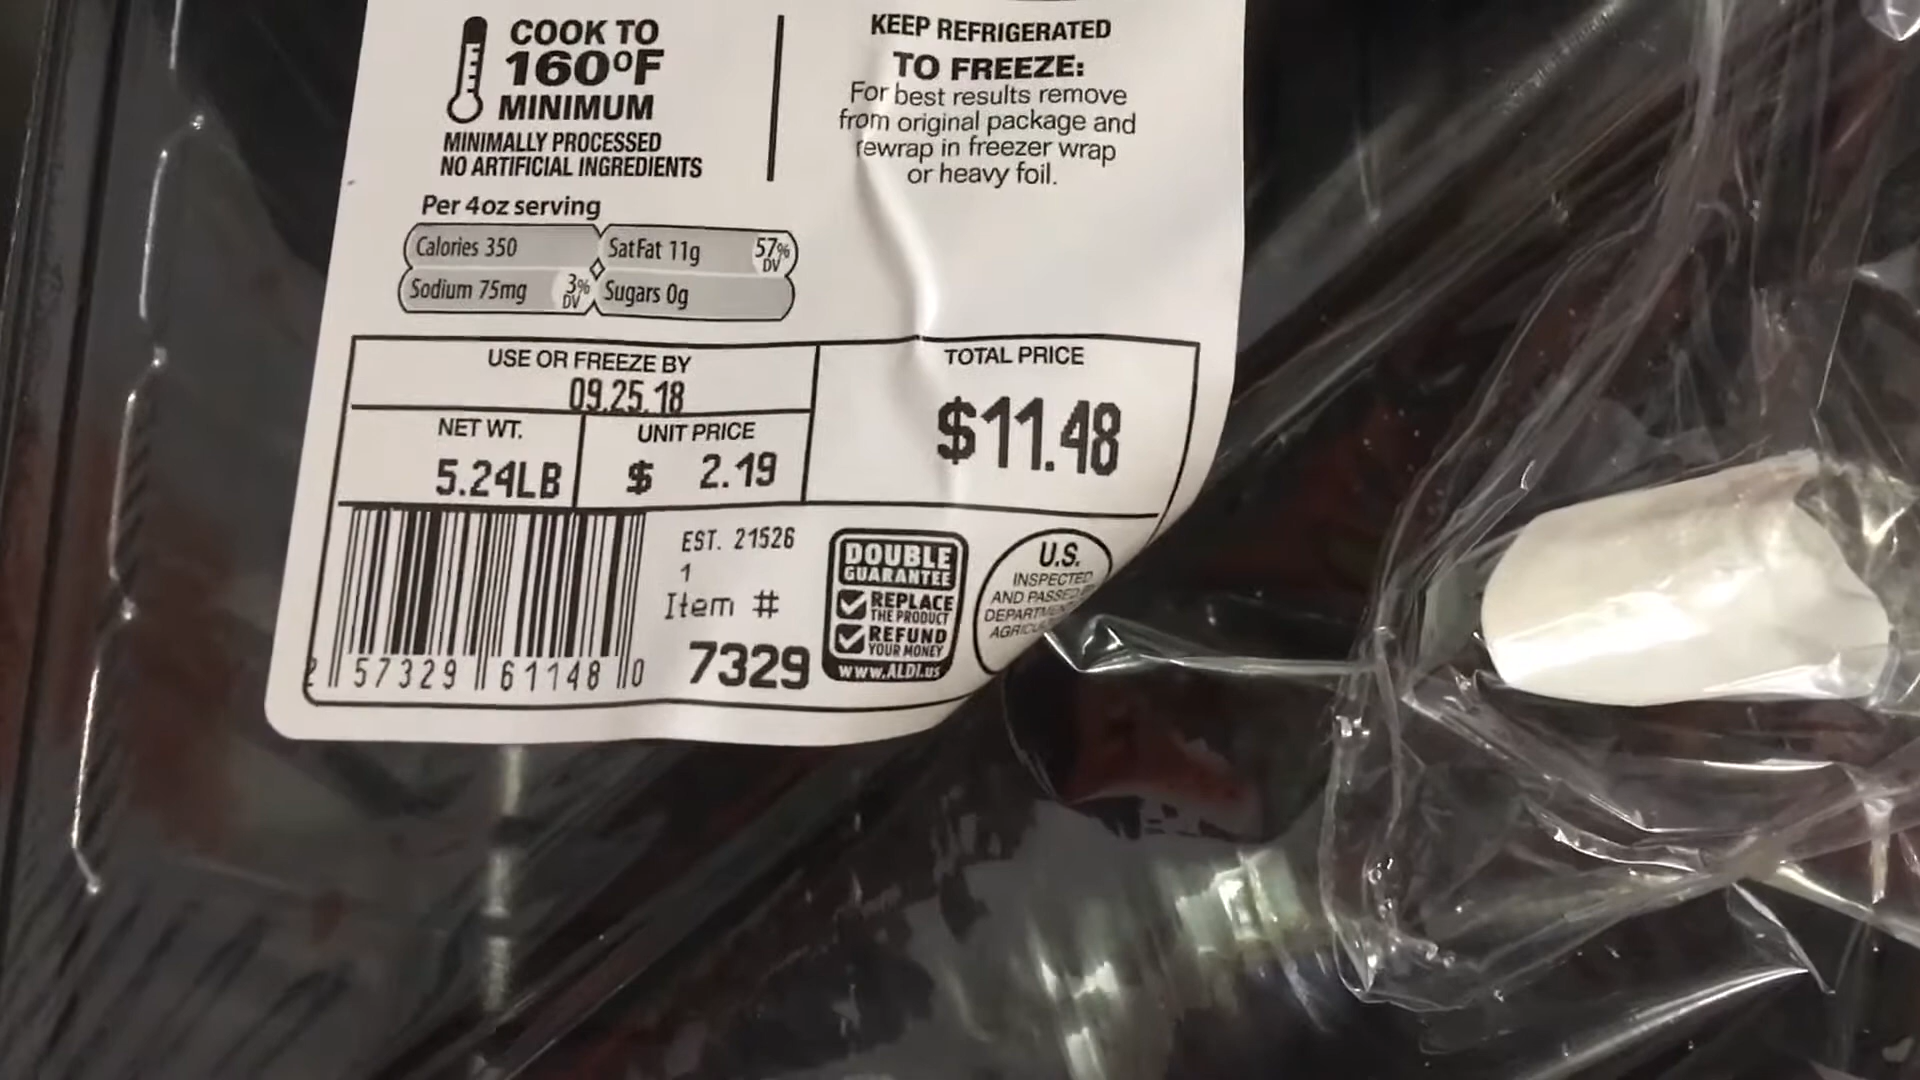 COOK TO
160°F
MINIMUM
MINIMALLY PROCESSED
NO ARTIFICIAL INGREDIENTS
KEEP REFRIGERATED
TO FREEZE:
For best results remove
from original package and
rewrap in freezer wrap
or heavy foil.
Per 4oz serving
Calories 350
Sat Fat 11g 57% DV
Sodium 75mg 3% DV
Sugars 0g
USE OR FREEZE BY
09.25.18
NET WT.
5.24LB
UNIT PRICE
$ 2.19
TOTAL PRICE
$11.48
2 57329 61148 0
EST. 21526
1
Item #
7329
DOUBLE
GUARANTEE
REPLACE
THE PRODUCT
REFUND
YOUR MONEY
www.ALDI.us
U.S.
INSPECTED
AND PASSED